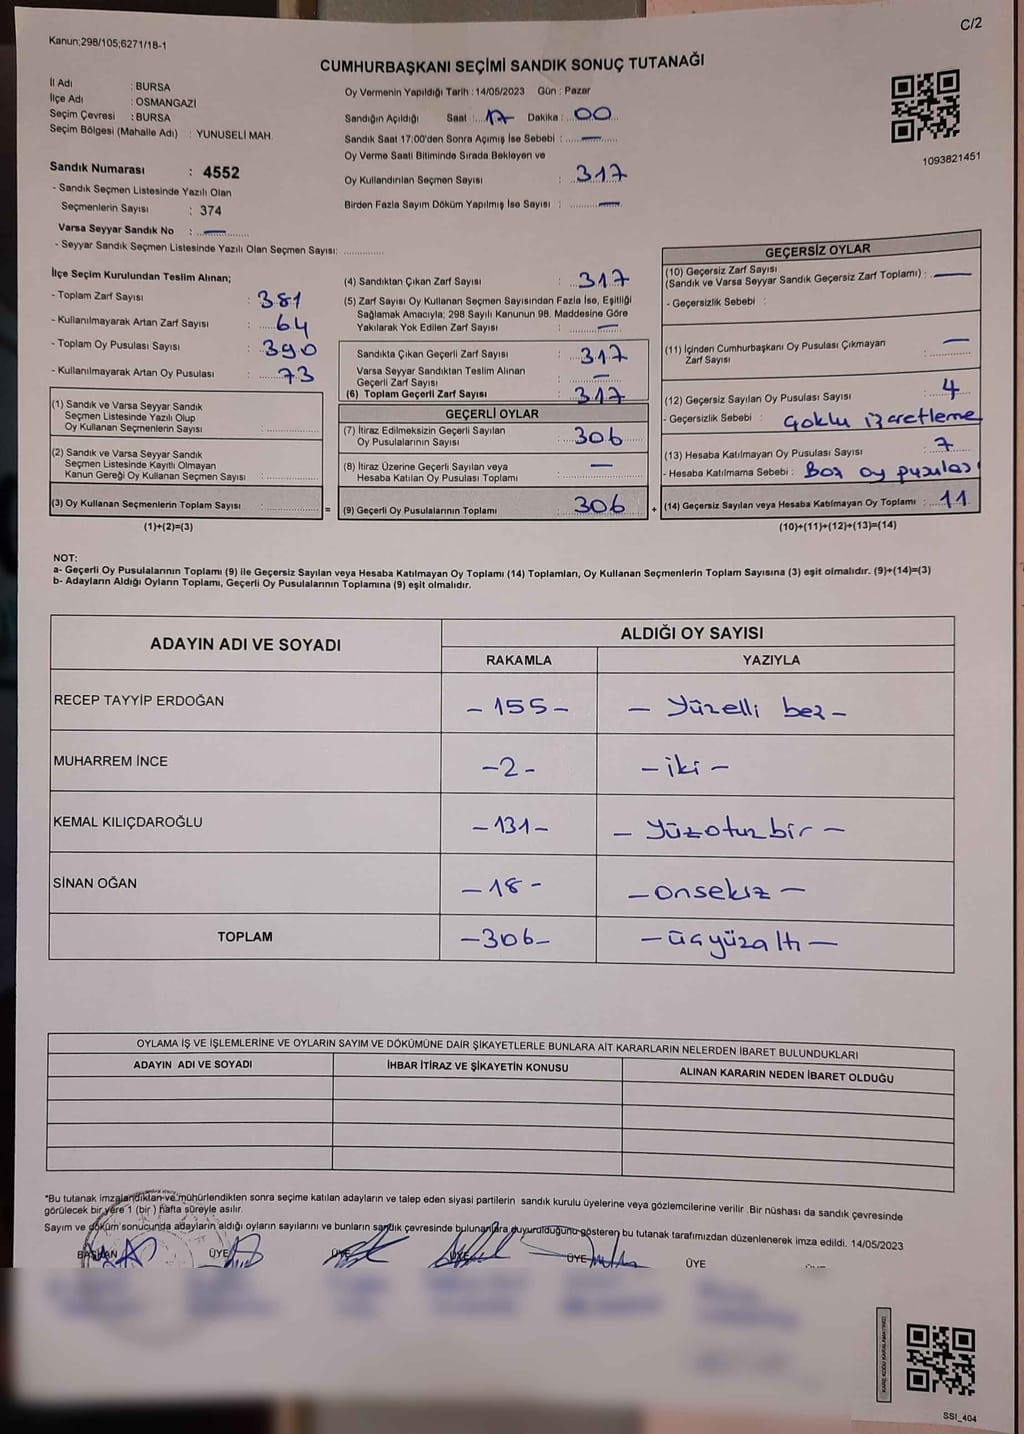 C/2
Kanun;298/105;6271/18-1
CUMHURBAŞKANI SEÇİMİ SANDIK SONUÇ TUTANAĞI
İl Adı : BURSA
İlçe Adı : OSMANGAZİ
Seçim Çevresi : BURSA
Seçim Bölgesi (Mahalle Adı) : YUNUSELİ MAH.
Oy Vermenin Yapıldığı Tarih : 14/05/2023 Gün : Pazar
Sandığın Açıldığı Saat : 17 Dakika : 00
Sandık Saat 17:00'den Sonra Açımış İse Sebebi : —
Oy Verme Saati Bitiminde Sırada Bekleyen ve
Oy Kullandırılan Seçmen Sayısı : 317
Birden Fazla Sayım Döküm Yapılmış İse Sayısı : —
1093821451
Sandık Numarası : 4552
- Sandık Seçmen Listesinde Yazılı Olan
Seçmenlerin Sayısı : 374
Varsa Seyyar Sandık No : —
- Seyyar Sandık Seçmen Listesinde Yazılı Olan Seçmen Sayısı: ............
İlçe Seçim Kurulundan Teslim Alınan;
- Toplam Zarf Sayısı : 381
- Kullanılmayarak Artan Zarf Sayısı : 64
- Toplam Oy Pusulası Sayısı : 390
- Kullanılmayarak Artan Oy Pusulası : 73
(1) Sandık ve Varsa Seyyar Sandık
Seçmen Listesinde Yazılı Olup
Oy Kullanan Seçmenlerin Sayısı : ............
(2) Sandık ve Varsa Seyyar Sandık
Seçmen Listesinde Kayıtlı Olmayan
Kanun Gereği Oy Kullanan Seçmen Sayısı : ............
(3) Oy Kullanan Seçmenlerin Toplam Sayısı : ............ =
(1)+(2)=(3)
(4) Sandıktan Çıkan Zarf Sayısı : 317
(5) Zarf Sayısı Oy Kullanan Seçmen Sayısından Fazla İse, Eşitliği
Sağlamak Amacıyla; 298 Sayılı Kanunun 98. Maddesine Göre
Yakılarak Yok Edilen Zarf Sayısı : —
Sandıkta Çıkan Geçerli Zarf Sayısı : 317
Varsa Seyyar Sandıktan Teslim Alınan
Geçerli Zarf Sayısı : —
(6) Toplam Geçerli Zarf Sayısı : 317
GEÇERLİ OYLAR
(7) İtiraz Edilmeksizin Geçerli Sayılan
Oy Pusulalarının Sayısı : 306
(8) İtiraz Üzerine Geçerli Sayılan veya
Hesaba Katılan Oy Pusulası Toplamı : —
(9) Geçerli Oy Pusulalarının Toplamı : 306 +
GEÇERSİZ OYLAR
(10) Geçersiz Zarf Sayısı
(Sandık ve Varsa Seyyar Sandık Geçersiz Zarf Toplamı) : —
- Geçersizlik Sebebi :
(11) İçinden Cumhurbaşkanı Oy Pusulası Çıkmayan
Zarf Sayısı : —
(12) Geçersiz Sayılan Oy Pusulası Sayısı : 4
- Geçersizlik Sebebi : Çoklu işaretleme
(13) Hesaba Katılmayan Oy Pusulası Sayısı : 7
- Hesaba Katılmama Sebebi : Boş oy pusulası
(14) Geçersiz Sayılan veya Hesaba Katılmayan Oy Toplamı : 11
(10)+(11)+(12)+(13)=(14)
NOT:
a- Geçerli Oy Pusulalarının Toplamı (9) ile Geçersiz Sayılan veya Hesaba Katılmayan Oy Toplamı (14) Toplamları, Oy Kullanan Seçmenlerin Toplam Sayısına (3) eşit olmalıdır. (9)+(14)=(3)
b- Adayların Aldığı Oyların Toplamı, Geçerli Oy Pusulalarının Toplamına (9) eşit olmalıdır.
ADAYIN ADI VE SOYADI ALDIĞI OY SAYISI
RAKAMLA YAZIYLA
RECEP TAYYİP ERDOĞAN – 155 – – Yüzelli beş –
MUHARREM İNCE – 2 – – iki –
KEMAL KILIÇDAROĞLU – 131 – – Yüzotuzbir –
SİNAN OĞAN – 18 – – onsekiz –
TOPLAM – 306 – – üçyüzaltı –
OYLAMA İŞ VE İŞLEMLERİNE VE OYLARIN SAYIM VE DÖKÜMÜNE DAİR ŞİKAYETLERLE BUNLARA AİT KARARLARIN NELERDEN İBARET BULUNDUKLARI
ADAYIN ADI VE SOYADI İHBAR İTİRAZ VE ŞİKAYETİN KONUSU ALINAN KARARIN NEDEN İBARET OLDUĞU
*Bu tutanak imzalandıktan ve mühürlendikten sonra seçime katılan adayların ve talep eden siyasi partilerin sandık kurulu üyelerine veya gözlemcilerine verilir .Bir nüshası da sandık çevresinde
görülecek bir yere 1 (bir ) hafta süreyle asılır.
Sayım ve döküm sonucunda adayların aldığı oyların sayılarını ve bunların sandık çevresinde bulunanlara duyurulduğunu gösteren bu tutanak tarafımızdan düzenlenerek imza edildi. 14/05/2023
BAŞKAN ÜYE ÜYE ÜYE ÜYE ÜYE
SSI_404